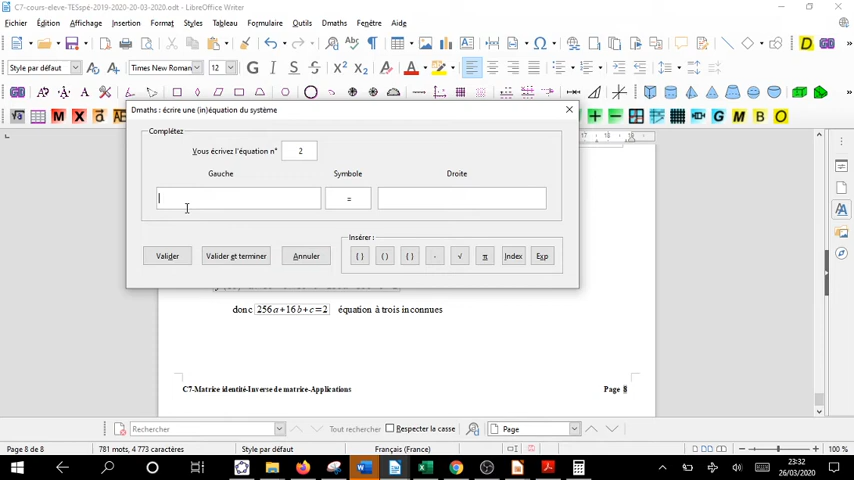 C7-cours-eleve-TESspé-2019-2020-20-03-2020.odt - LibreOffice Writer
Fichier Édition Affichage Insertion Format Styles Tableau Formulaire Outils Dmaths Fenêtre Aide
Style par défaut Times New Roman 12 G I S X² X₂ A
Dmaths : écrire une (in)équation du système
Complétez
Vous écrivez l'équation n° 2
Gauche Symbole Droite
=
Insérer :
Valider Valider et terminer Annuler { } ( ) { } . √ π Index Exp
donc 256 a+16 b+c=2 équation à trois inconnues
C7-Matrice identité-Inverse de matrice-Applications Page 8
Rechercher Tout rechercher Respecter la casse Page
Page 8 de 8 781 mots, 4 773 caractères Style par défaut Français (France) 100 %
23:32
26/03/2020